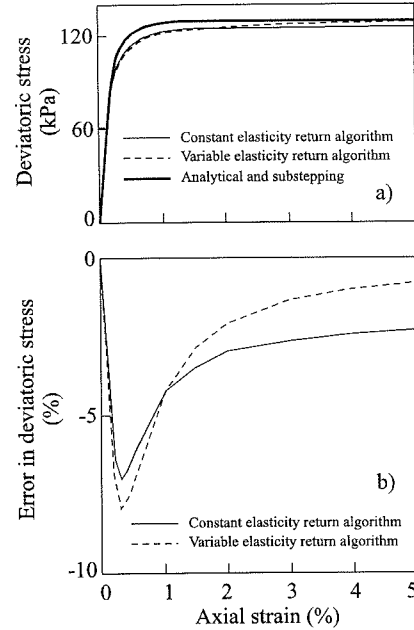 120
60
0
Deviatoric stress
(kPa)
Constant elasticity return algorithm
Variable elasticity return algorithm
Analytical and substepping
a)
0
-5
-10
Error in deviatoric stress
(%)
b)
Constant elasticity return algorithm
Variable elasticity return algorithm
0 1 2 3 4 5
Axial strain (%)